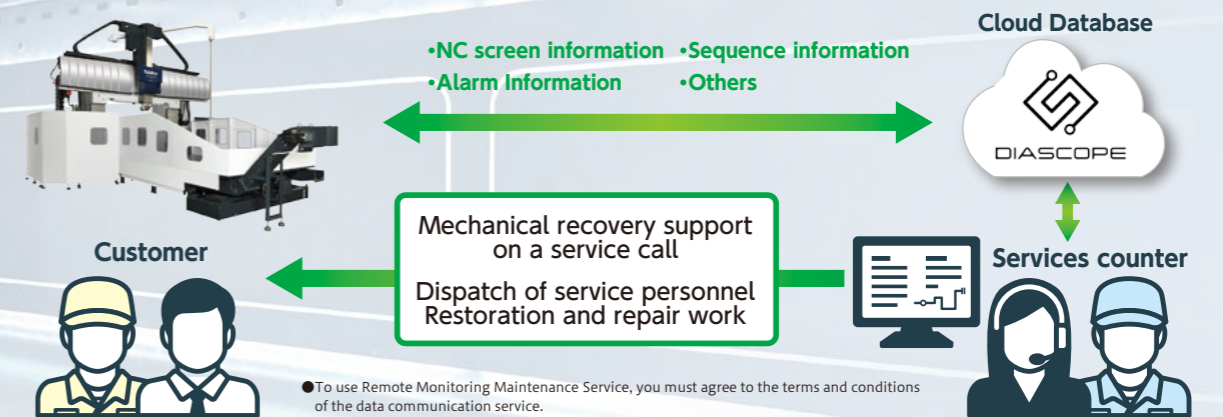 Cloud Database
•NC screen information •Sequence information
•Alarm Information •Others
DIASCOPE
Mechanical recovery support
on a service call
Dispatch of service personnel
Restoration and repair work
Customer
Services counter
●To use Remote Monitoring Maintenance Service, you must agree to the terms and conditions
of the data communication service.